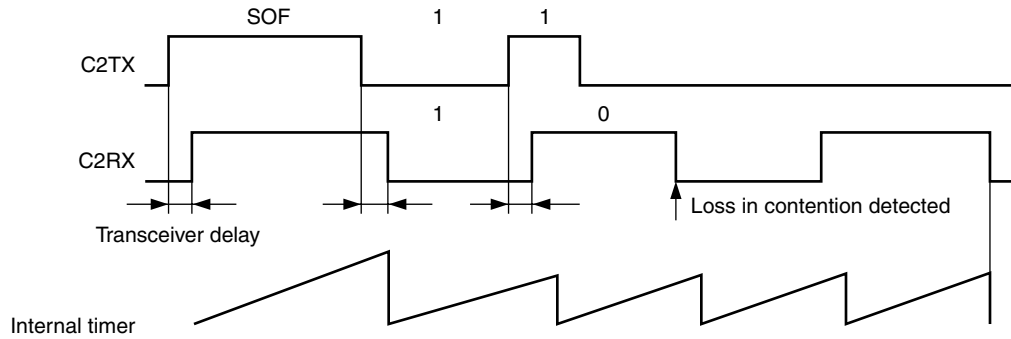 SOF 1 1
C2TX
1 0
C2RX
Loss in contention detected
Transceiver delay
Internal timer